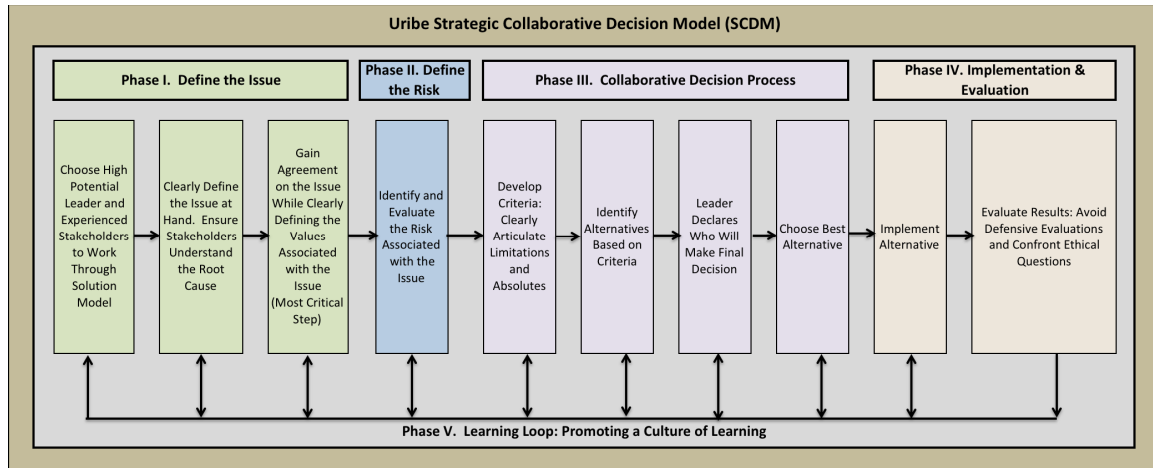 Uribe Strategic Collaborative Decision Model (SCDM)
Phase I. Define the Issue
Phase II. Define
the Risk
Phase III. Collaborative Decision Process
Phase IV. Implementation &
Evaluation
Choose High
Potential
Leader and
Experienced
Stakeholders
to Work
Through
Solution
Model
Clearly Define
the Issue at
Hand. Ensure
Stakeholders
Understand
the Root
Cause
Gain
Agreement
on the Issue
While Clearly
Defining the
Values
Associated
with the
Issue
(Most Critical
Step)
Identify and
Evaluate the
Risk
Associated
with the
Issue
Develop
Criteria:
Clearly
Articulate
Limitations
and
Absolutes
Identify
Alternatives
Based on
Criteria
Leader
Declares
Who Will
Make Final
Decision
Choose Best
Alternative
Implement
Alternative
Evaluate Results: Avoid
Defensive Evaluations
and Confront Ethical
Questions
Phase V. Learning Loop: Promoting a Culture of Learning